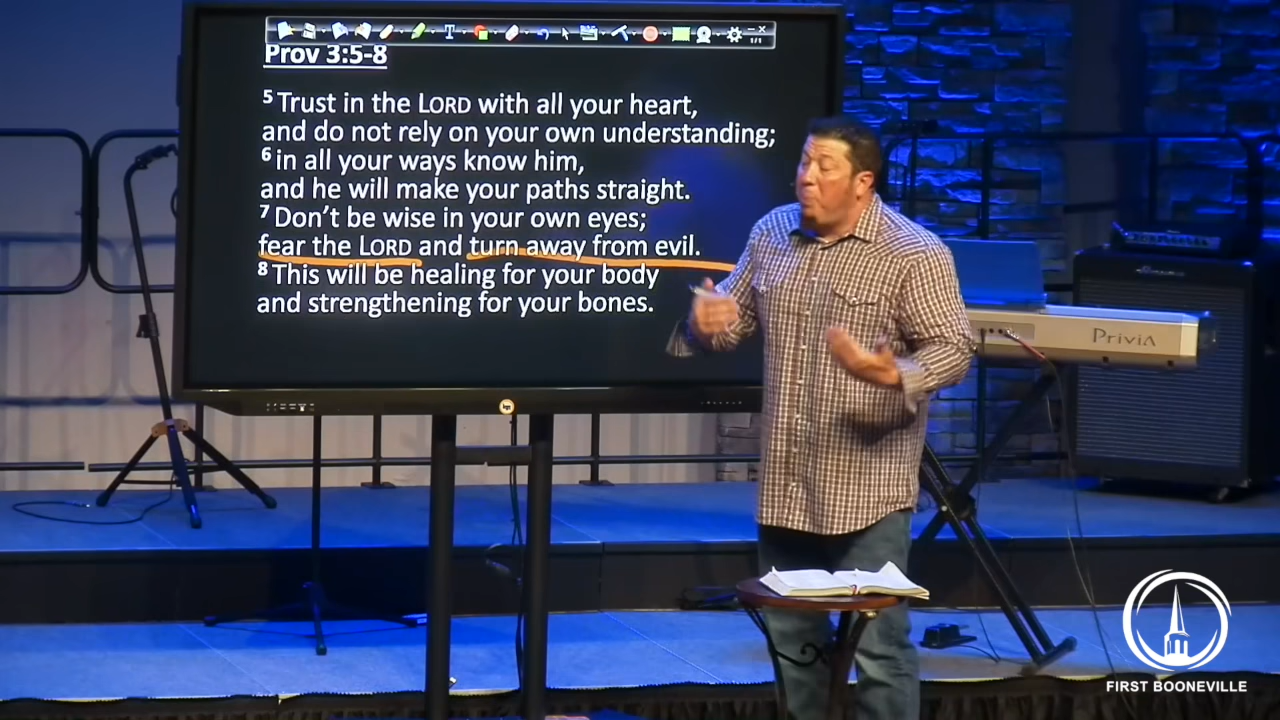 1/1
Prov 3:5-8
5 Trust in the LORD with all your heart,
and do not rely on your own understanding;
6 in all your ways know him,
and he will make your paths straight.
7 Don't be wise in your own eyes;
fear the LORD and turn away from evil.
8 This will be healing for your body
and strengthening for your bones.
PriviA
FIRST BOONEVILLE